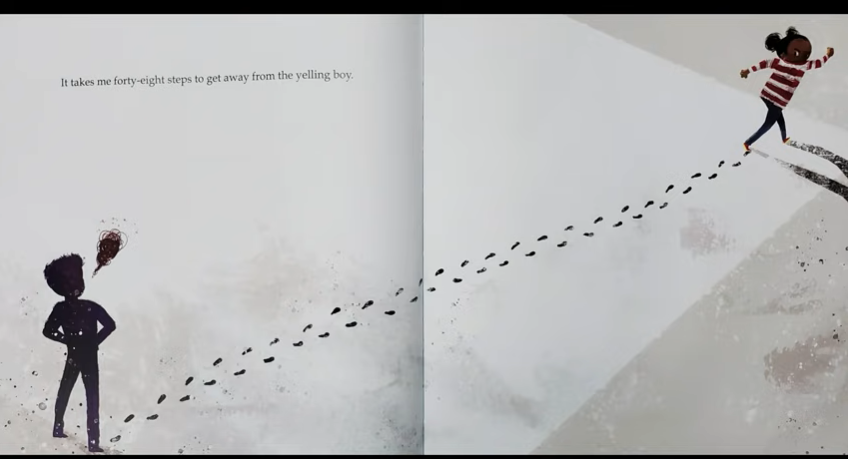 It takes me forty-eight steps to get away from the yelling boy.